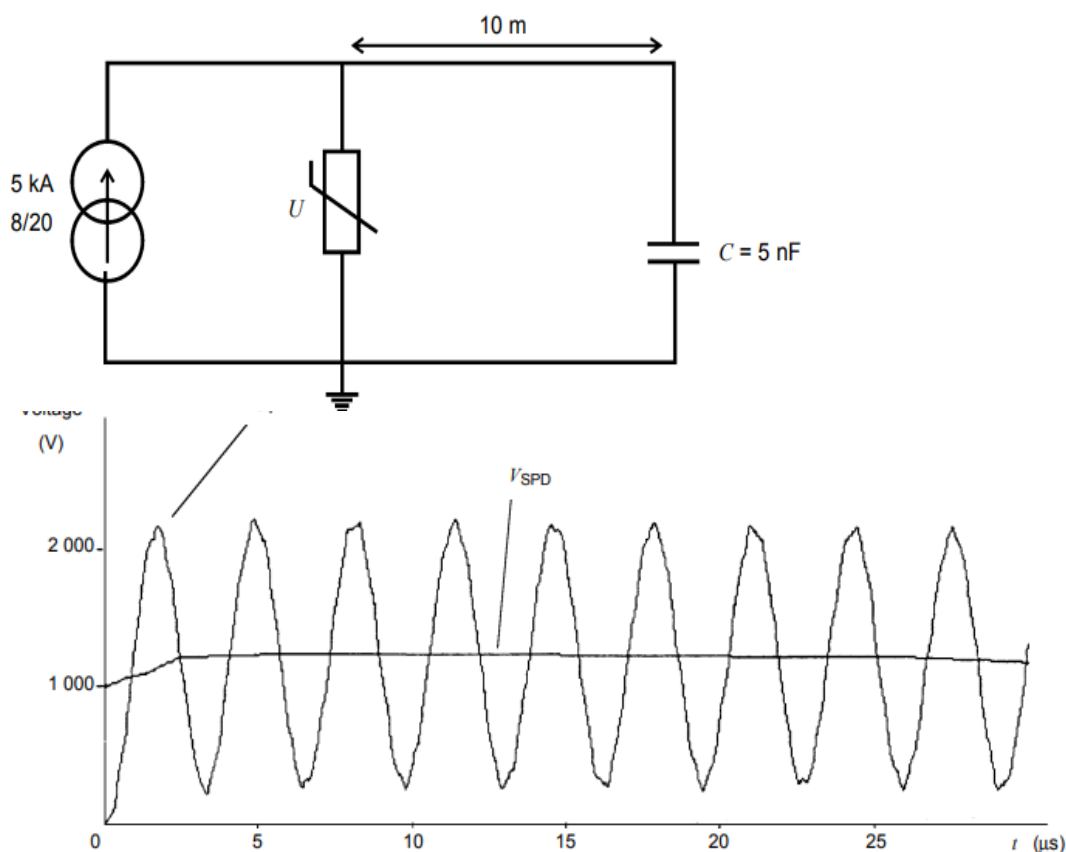 10 m
5 kA
8/20
U
C = 5 nF
Voltage
(V)
V_SPD
2 000
1 000
0
5
10
15
20
25
t (μs)